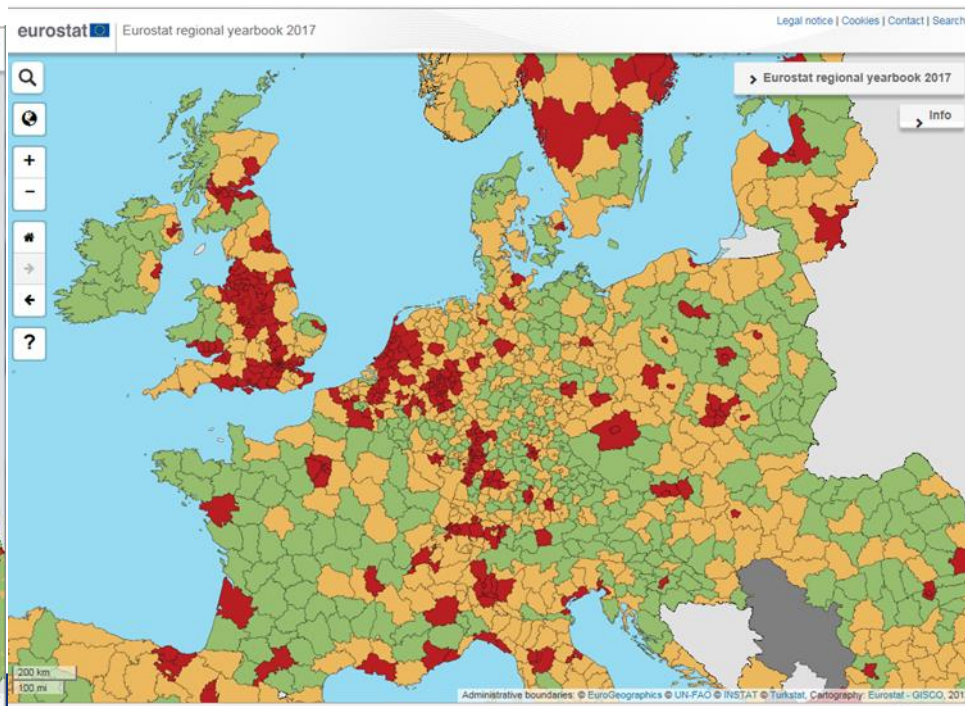 eurostat Eurostat regional yearbook 2017
Legal notice | Cookies | Contact | Search
Eurostat regional yearbook 2017
Info
+
−
?
200 km
100 mi
Administrative boundaries: © EuroGeographics © UN-FAO © INSTAT © Turkstat, Cartography: Eurostat - GISCO, 201